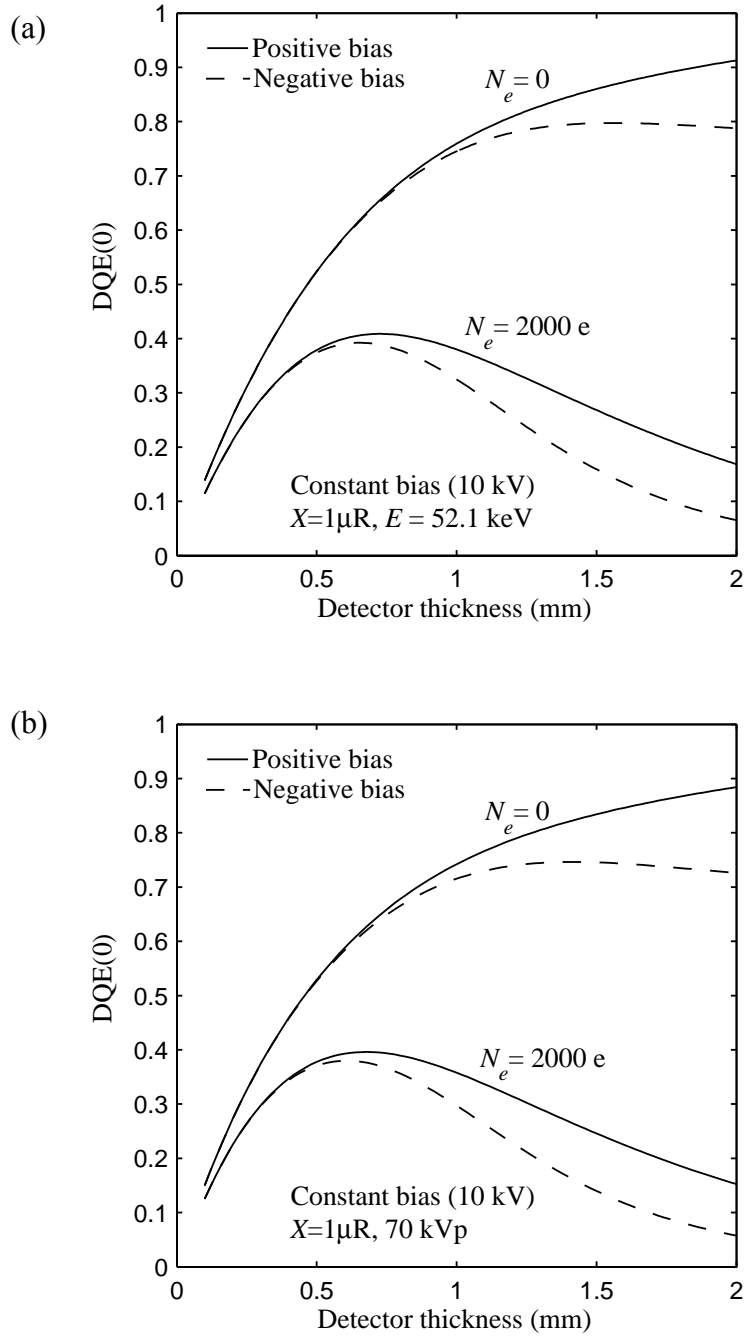 (a)
1
0.9
0.8
0.7
0.6
0.5
0.4
0.3
0.2
0.1
0
DQE(0)
Positive bias
Negative bias
Nₑ = 0
Nₑ = 2000 e
Constant bias (10 kV)
X=1μR, E = 52.1 keV
0 0.5 1 1.5 2
Detector thickness (mm)
(b)
1
0.9
0.8
0.7
0.6
0.5
0.4
0.3
0.2
0.1
0
DQE(0)
Positive bias
Negative bias
Nₑ = 0
Nₑ = 2000 e
Constant bias (10 kV)
X=1μR, 70 kVp
0 0.5 1 1.5 2
Detector thickness (mm)